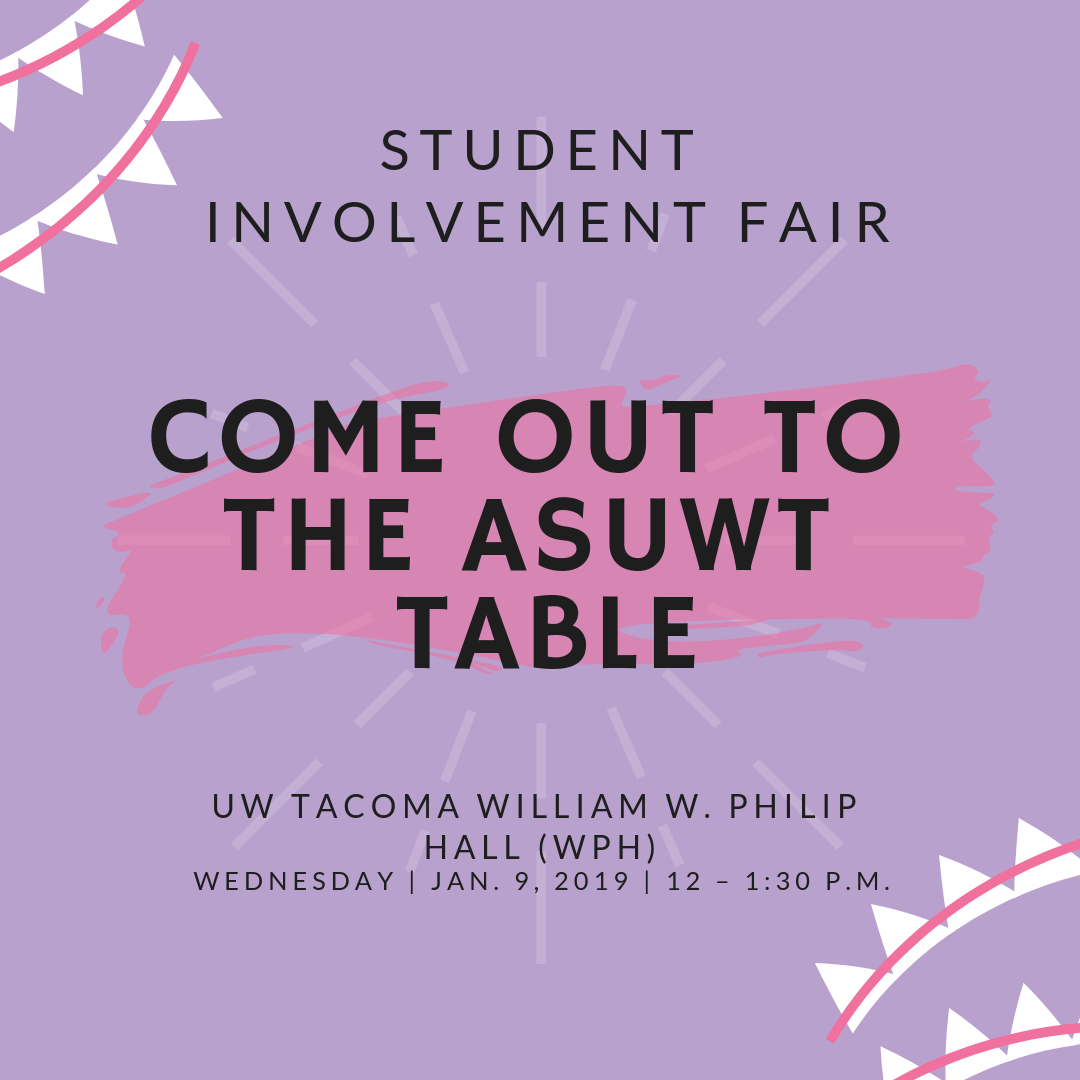 STUDENT
INVOLVEMENT FAIR
COME OUT TO
THE ASUWT
TABLE
UW TACOMA WILLIAM W. PHILIP
HALL (WPH)
WEDNESDAY | JAN. 9, 2019 | 12 – 1:30 P.M.